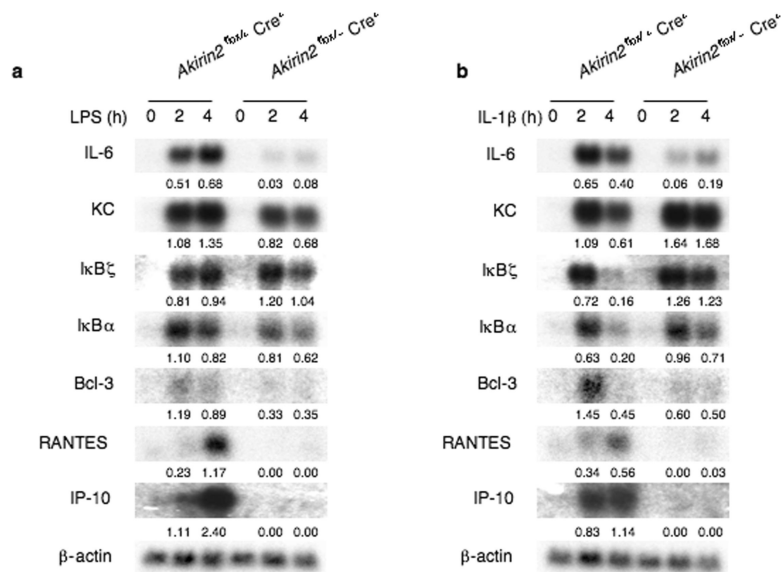 Akirin2 flox/+ Cre+
Akirin2 flox/- Cre+
a
LPS (h) 0 2 4 0 2 4
IL-6
0.51 0.68 0.03 0.08
KC
1.08 1.35 0.82 0.68
IκBζ
0.81 0.94 1.20 1.04
IκBα
1.10 0.82 0.81 0.62
Bcl-3
1.19 0.89 0.33 0.35
RANTES
0.23 1.17 0.00 0.00
IP-10
1.11 2.40 0.00 0.00
β-actin
Akirin2 flox/+ Cre+
Akirin2 flox/- Cre+
b
IL-1β (h) 0 2 4 0 2 4
IL-6
0.65 0.40 0.06 0.19
KC
1.09 0.61 1.64 1.68
IκBζ
0.72 0.16 1.26 1.23
IκBα
0.63 0.20 0.96 0.71
Bcl-3
1.45 0.45 0.60 0.50
RANTES
0.34 0.56 0.00 0.03
IP-10
0.83 1.14 0.00 0.00
β-actin